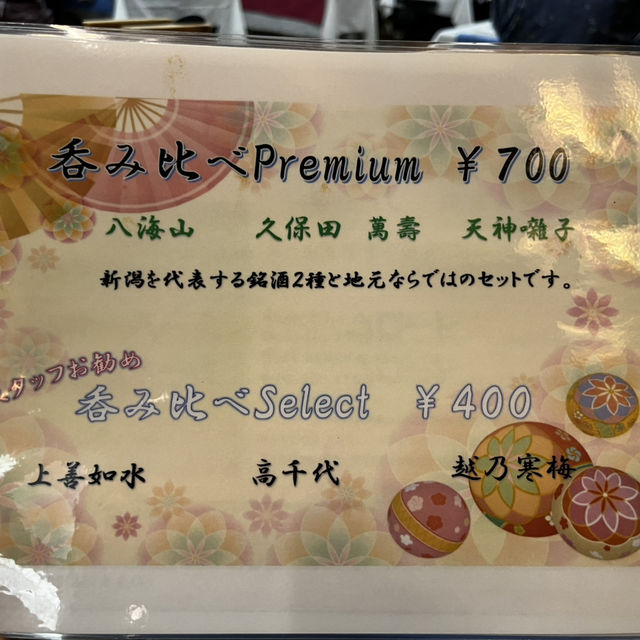 呑み比べPremium ￥700
八海山 久保田 萬壽 天神囃子
新潟を代表する銘酒2種と地元ならではのセットです。
スタッフお勧め
呑み比べSelect ￥400
上善如水 高千代 越乃寒梅